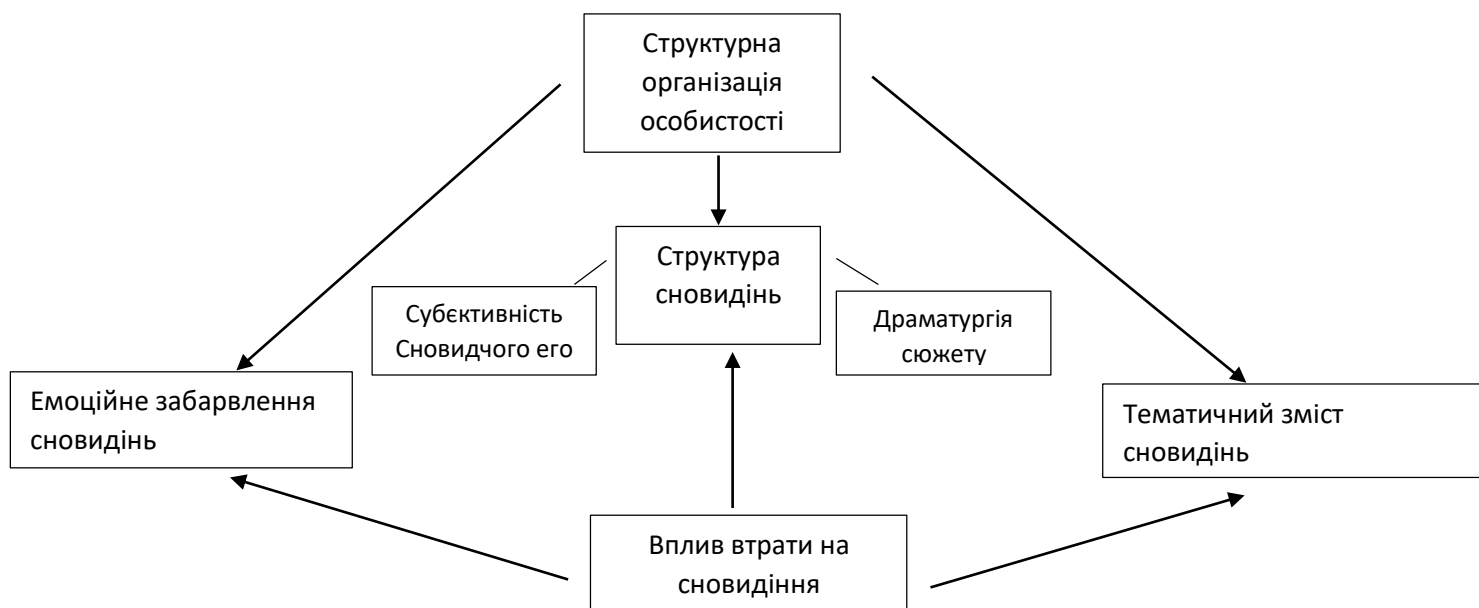 Структурна
організація
особистості
Структура
сновидінь
Субєктивність
Сновидчого его
Драматургія
сюжету
Емоційне забарвлення
сновидінь
Тематичний зміст
сновидінь
Вплив втрати на
сновидіння